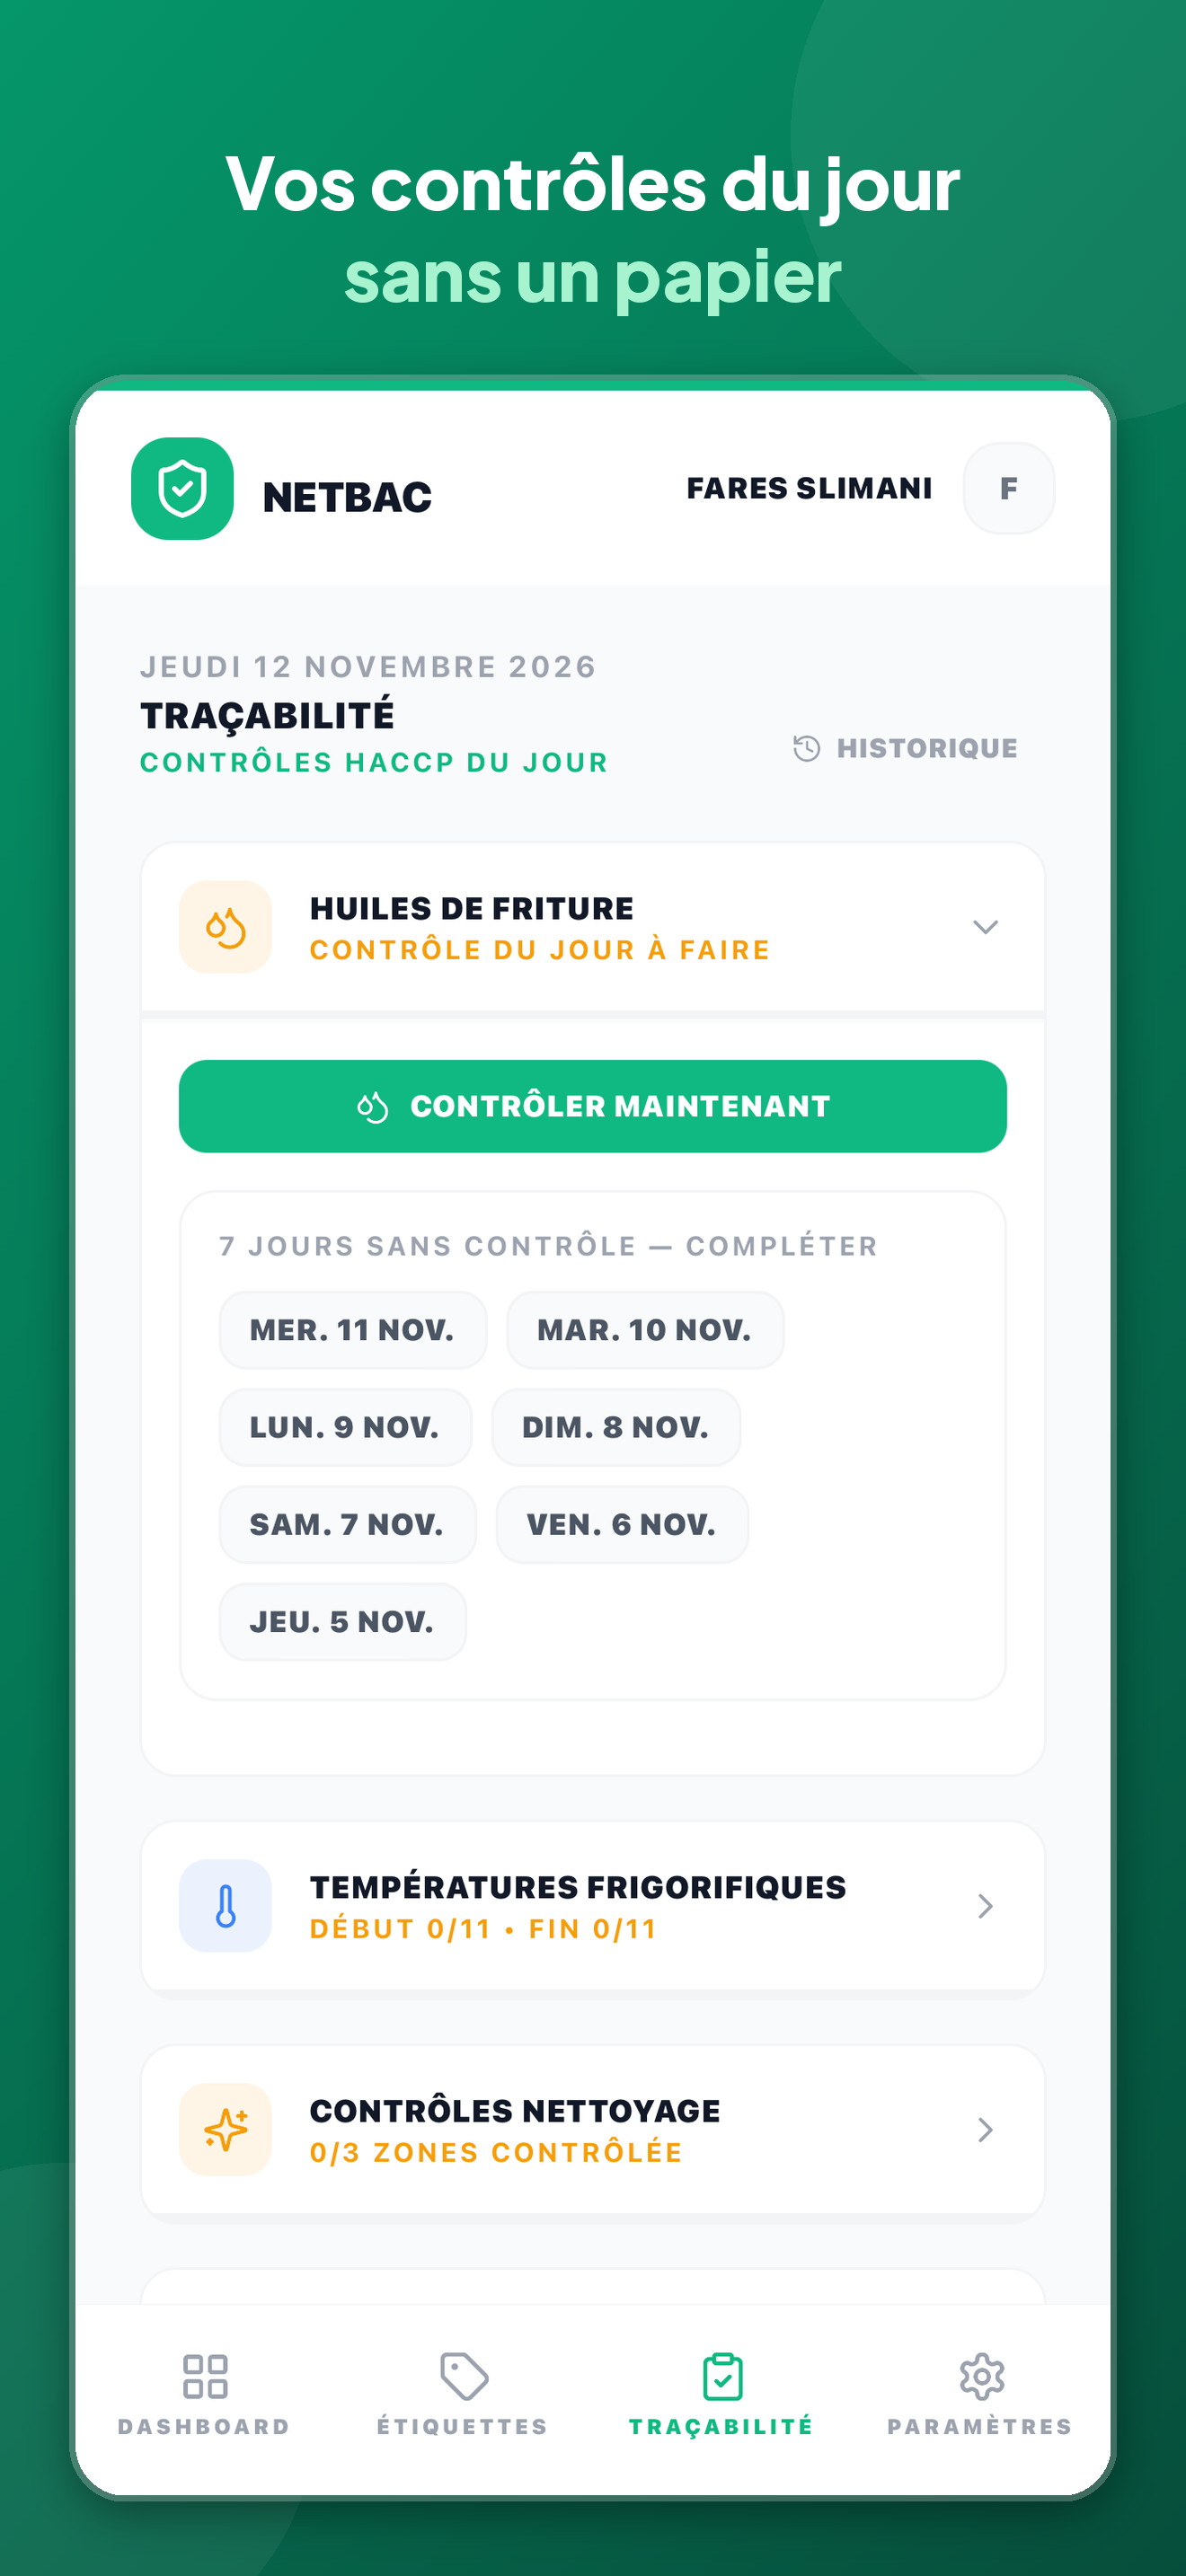 Vos contrôles du jour
sans un papier
NETBAC
FARES SLIMANI
F
JEUDI 12 NOVEMBRE 2026
TRAÇABILITÉ
CONTRÔLES HACCP DU JOUR
HISTORIQUE
HUILES DE FRITURE
CONTRÔLE DU JOUR À FAIRE
CONTRÔLER MAINTENANT
7 JOURS SANS CONTRÔLE — COMPLÉTER
MER. 11 NOV.
MAR. 10 NOV.
LUN. 9 NOV.
DIM. 8 NOV.
SAM. 7 NOV.
VEN. 6 NOV.
JEU. 5 NOV.
TEMPÉRATURES FRIGORIFIQUES
DÉBUT 0/11 • FIN 0/11
CONTRÔLES NETTOYAGE
0/3 ZONES CONTRÔLÉE
DASHBOARD
ÉTIQUETTES
TRAÇABILITÉ
PARAMÈTRES